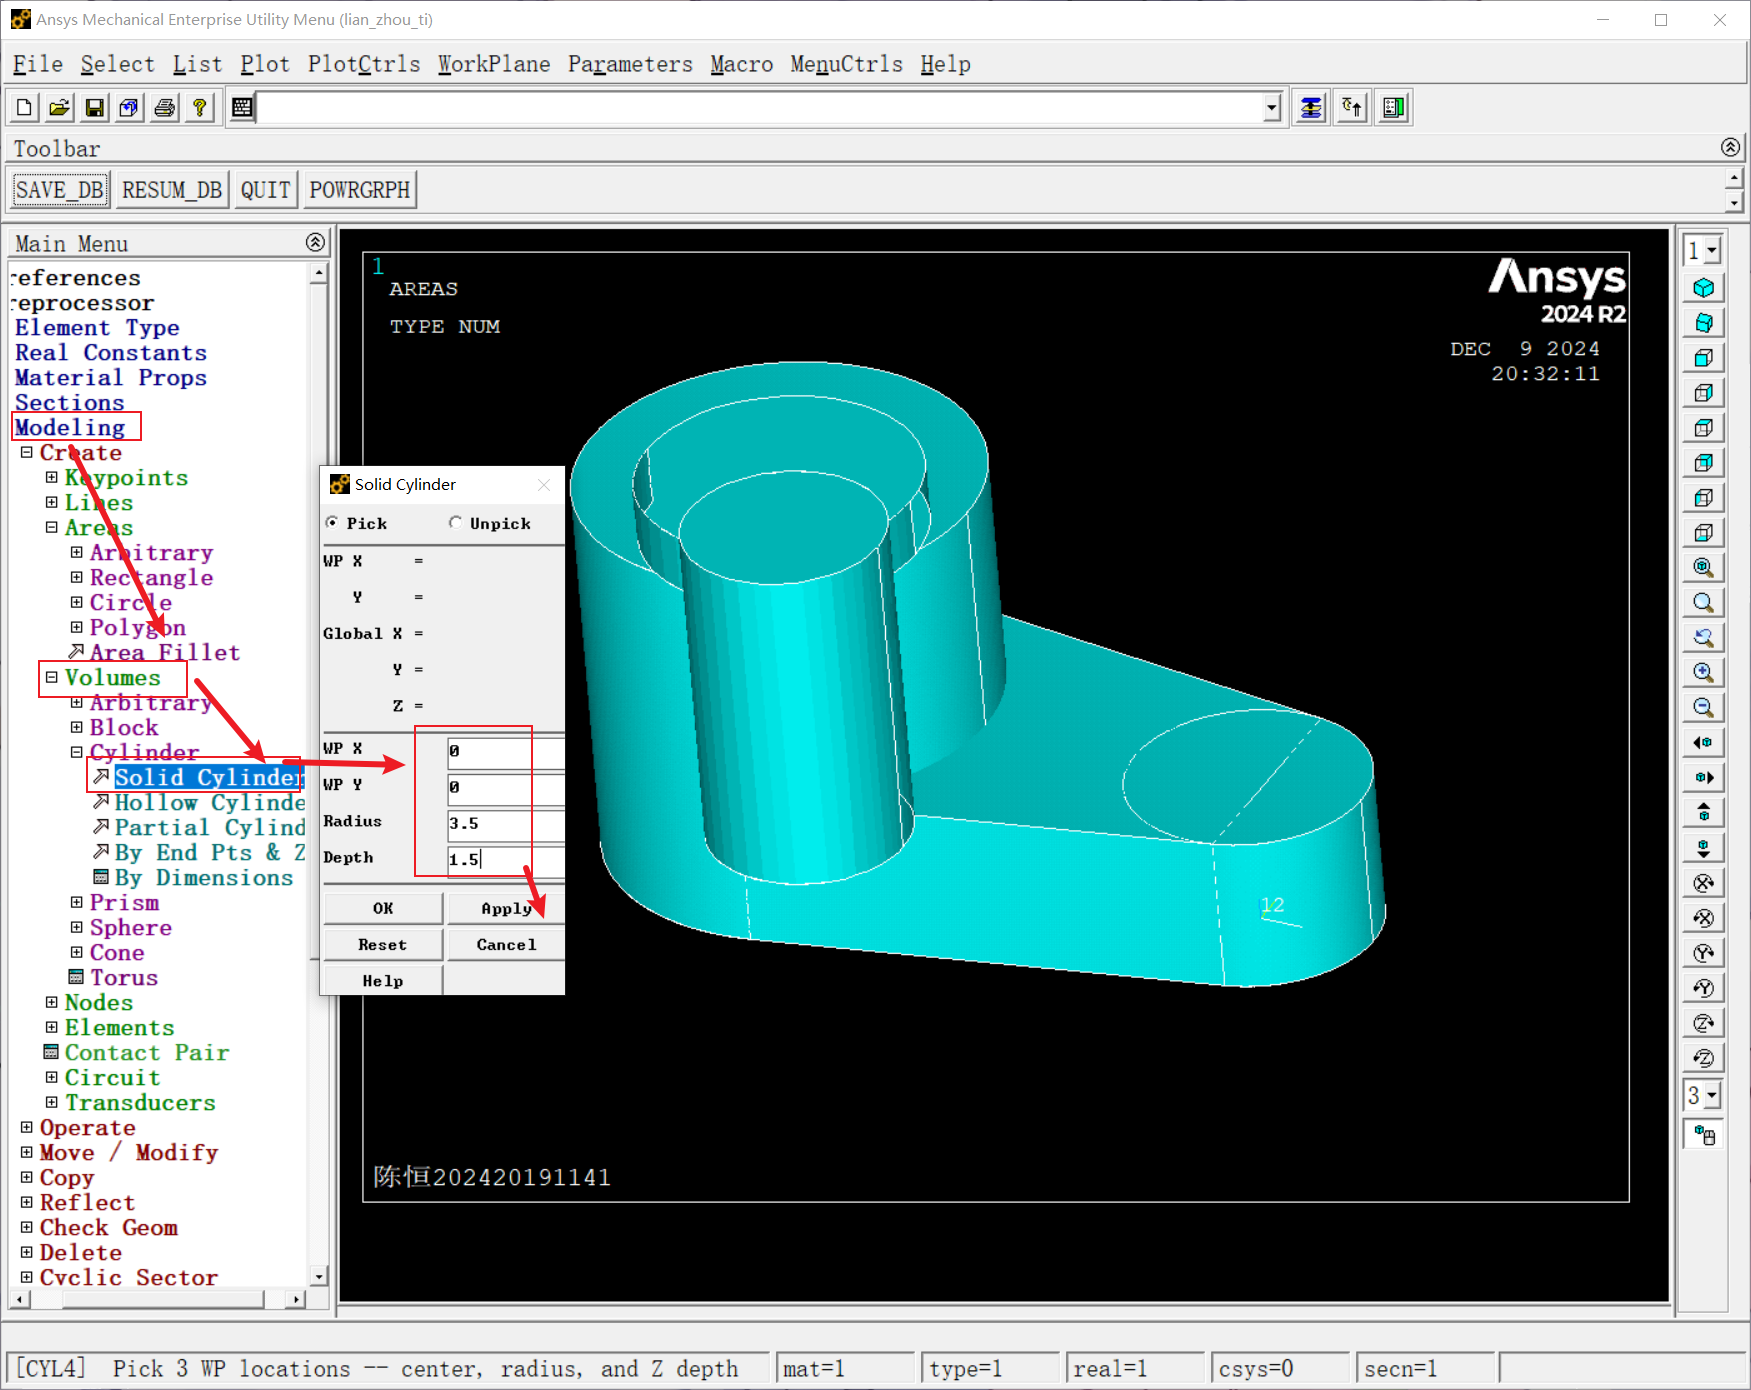 Ansys Mechanical Enterprise Utility Menu (lian_zhou_ti)
File Select List Plot PlotCtrls WorkPlane Parameters Macro MenuCtrls Help
Toolbar
SAVE_DB RESUM_DB QUIT POWRGRPH
Main Menu
references
reprocessor
Element Type
Real Constants
Material Props
Sections
Modeling
Create
Keypoints
Lines
Areas
Arbitrary
Rectangle
Circle
Polygon
Area Fillet
Volumes
Arbitrary
Block
Cylinder
Solid Cylinder
Hollow Cylinde
Partial Cylind
By End Pts & Z
By Dimensions
Prism
Sphere
Cone
Torus
Nodes
Elements
Contact Pair
Circuit
Transducers
Operate
Move / Modify
Copy
Reflect
Check Geom
Delete
Cyclic Sector
Solid Cylinder
Pick Unpick
WP X =
Y =
Global X =
Y =
Z =
WP X 0
WP Y 0
Radius 3.5
Depth 1.5
OK Apply
Reset Cancel
Help
1
AREAS
TYPE NUM
Ansys
2024 R2
DEC 9 2024
20:32:11
12
陈恒202420191141
1
3
[CYL4] Pick 3 WP locations -- center, radius, and Z depth mat=1 type=1 real=1 csys=0 secn=1